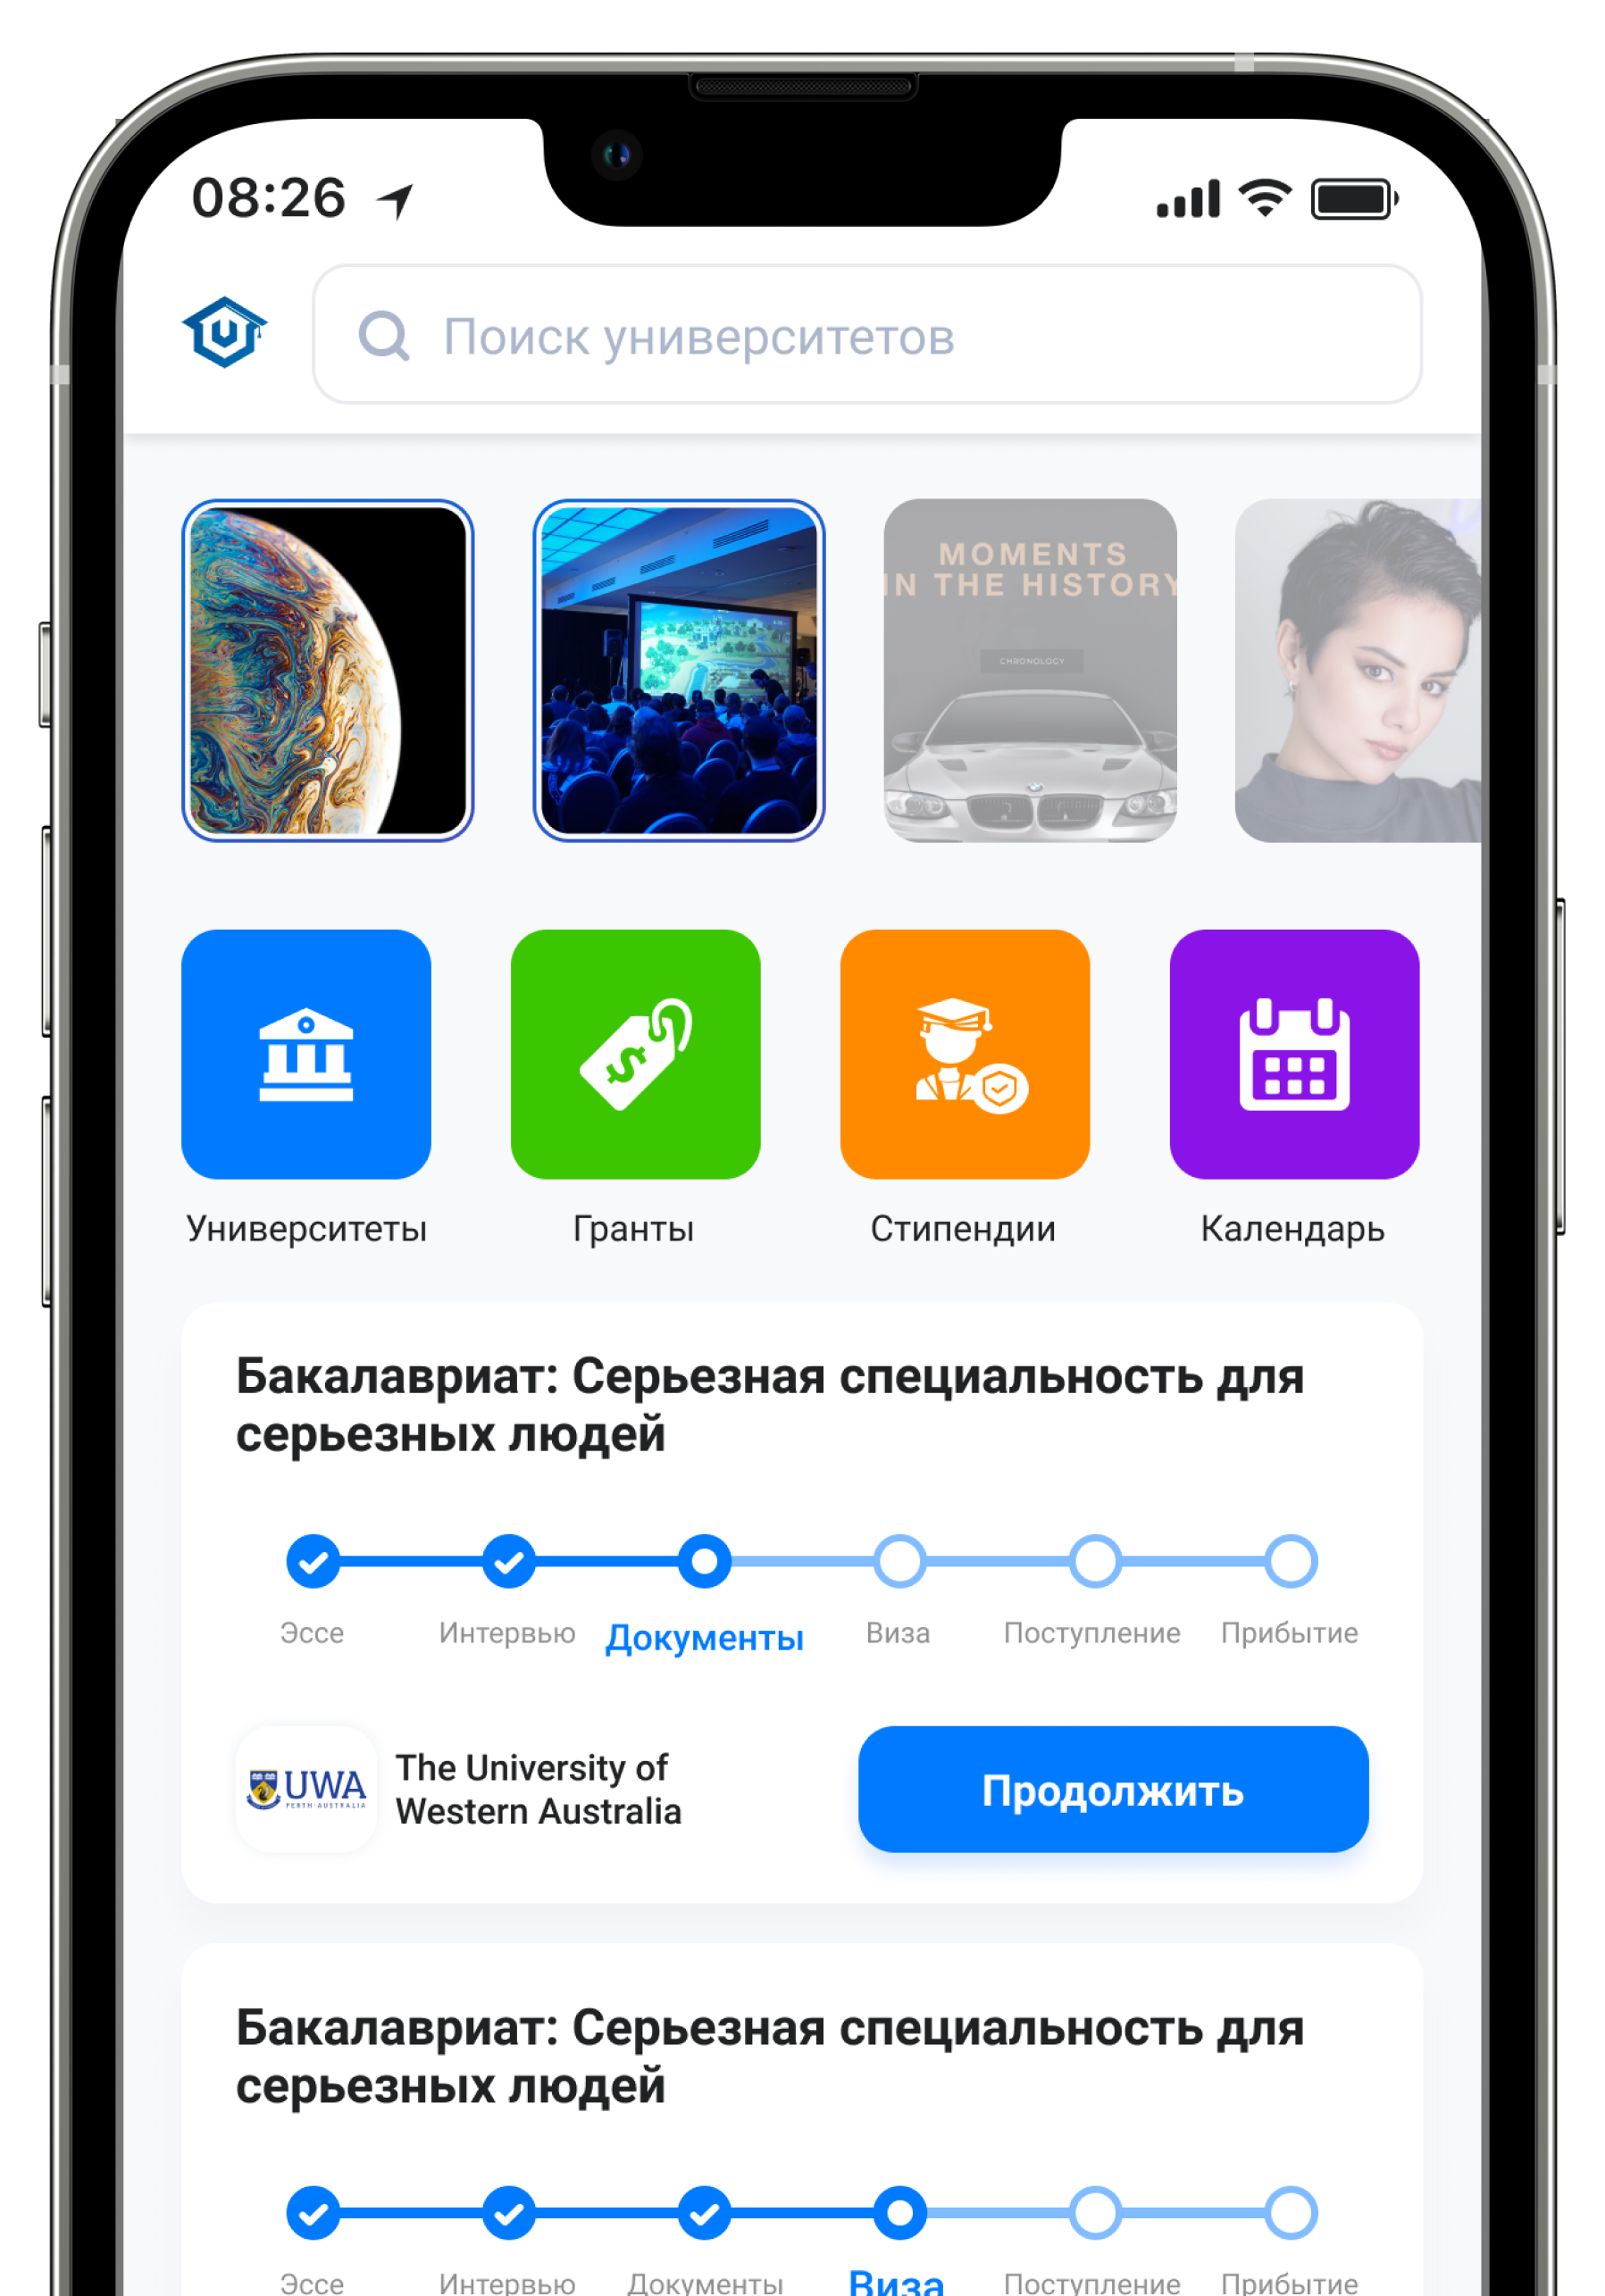 08:26
Поиск университетов
MOMENTS
IN THE HISTORY
CHRONOLOGY
Университеты
Гранты
Стипендии
Календарь
Бакалавриат: Серьезная специальность для
серьезных людей
Эссе
Интервью
Документы
Виза
Поступление
Прибытие
UWA
PERTH·AUSTRALIA
The University of
Western Australia
Продолжить
Бакалавриат: Серьезная специальность для
серьезных людей
Эссе
Интервью
Документы
Виза
Поступление
Прибытие